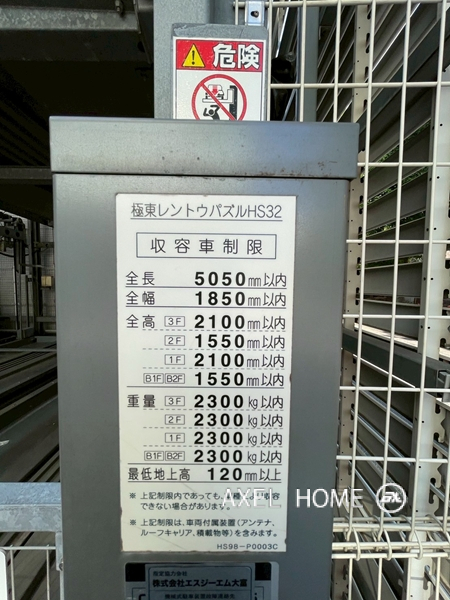 危険
極東レントウパズルHS32
収容車制限
全長 5050mm以内
全幅 1850mm以内
全高 3F 2100mm以内
2F 1550mm以内
1F 2100mm以内
B1F B2F 1550mm以内
重量 3F 2300kg以内
2F 2300kg以内
1F 2300kg以内
B1F B2F 2300kg以内
最低地上高 120mm以上
※上記制限内であっても、 収容
できない場合があります。
※上記制限は、車両付属装置(アンテナ、
ルーフキャリア、積載物等)を含みます。
HS98-P0003C
AXEL HOME
株式会社エスジーエム大富